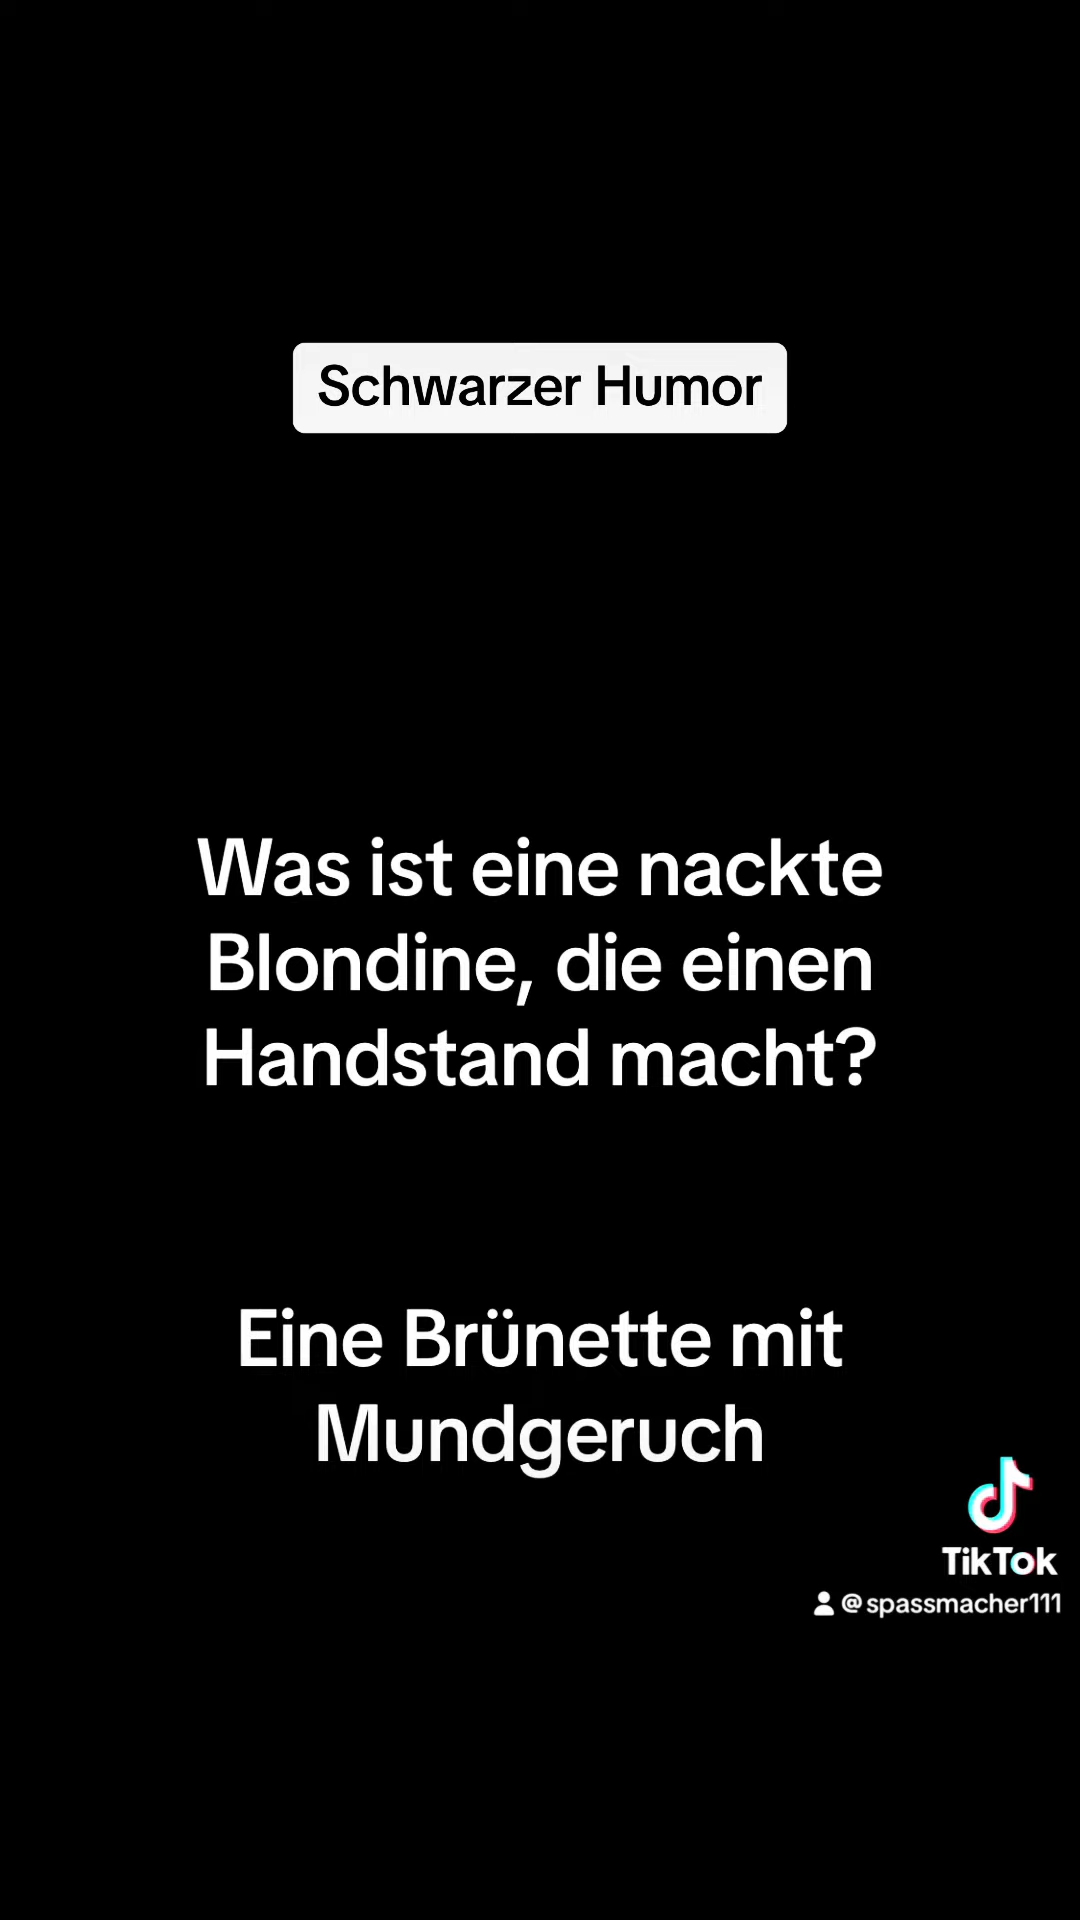 Schwarzer Humor
Was ist eine nackte
Blondine, die einen
Handstand macht?
Eine Brünette mit
Mundgeruch
TikTok
@spassmacher111